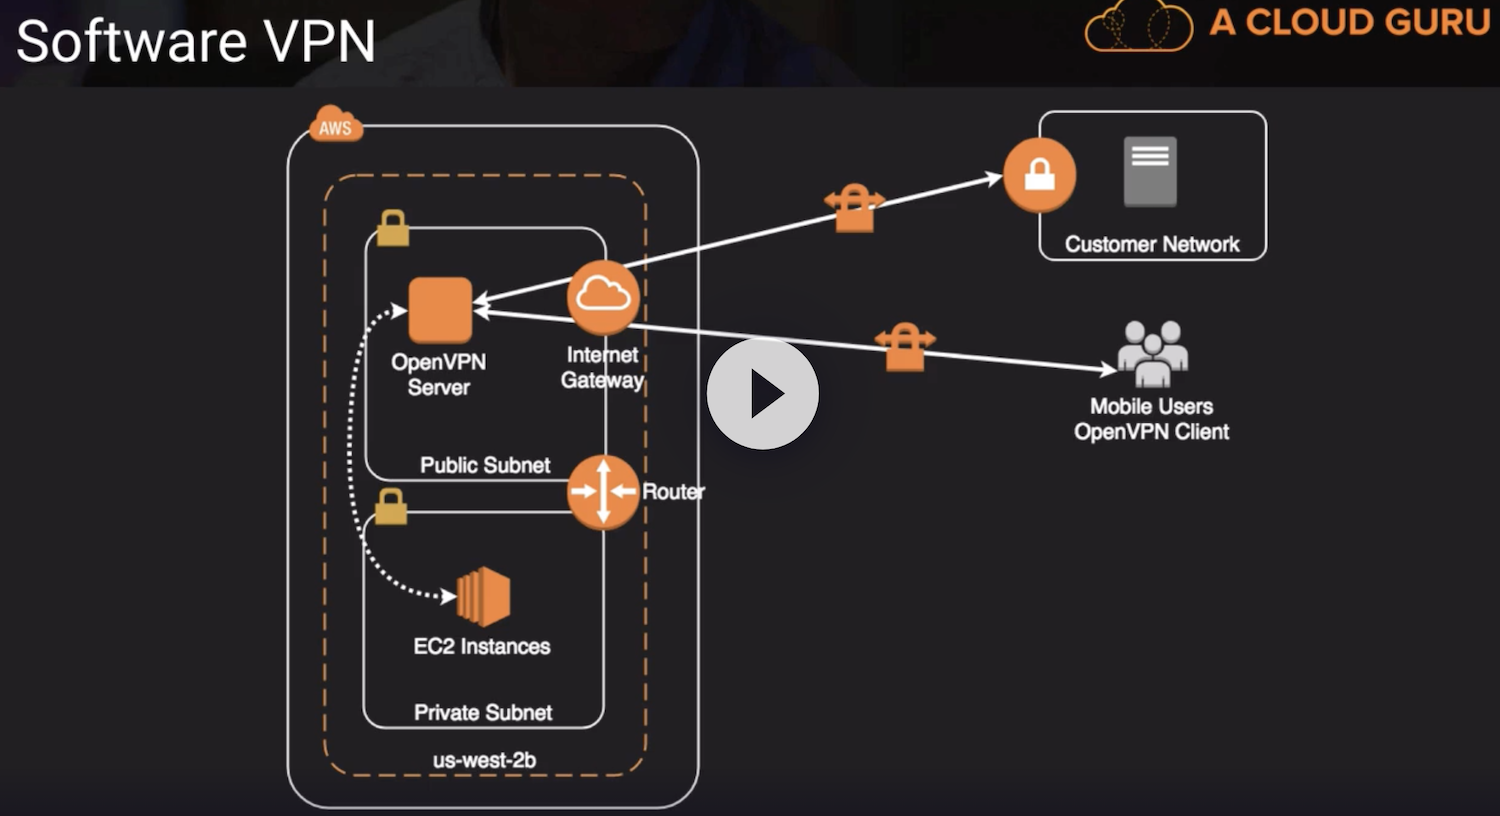 Software VPN
A CLOUD GURU
AWS
Customer Network
OpenVPN
Server
Internet
Gateway
Mobile Users
OpenVPN Client
Public Subnet
Router
EC2 Instances
Private Subnet
us-west-2b